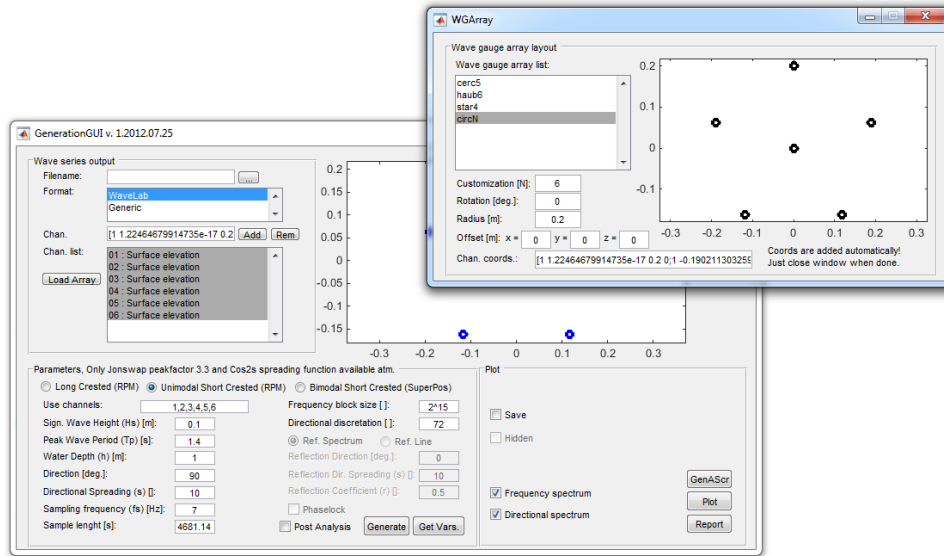 WGArray
Wave gauge array layout
Wave gauge array list:
cerc5
haub6
star4
circN
Customization [N]: 6
Rotation [deg.]: 0
Radius [m]: 0.2
Offset [m]: x = 0 y = 0 z = 0
Chan. coords.: [1 1.22464679914735e-17 0.2 0;1 -0.190211303259
0.2
0.1
0
-0.1
-0.3 -0.2 -0.1 0 0.1 0.2 0.3
Coords are added automatically!
Just close window when done.
GenerationGUI v. 1.2012.07.25
Wave series output
Filename: ...
Format: WaveLab
Generic
Chan. [1 1.22464679914735e-17 0.2 Add Rem
Chan. list: 01 : Surface elevation
Load Array
02 : Surface elevation
03 : Surface elevation
04 : Surface elevation
05 : Surface elevation
06 : Surface elevation
0.2
0.15
0.1
0.05
0
-0.05
-0.1
-0.15
-0.3 -0.2 -0.1 0 0.1 0.2 0.3
Parameters, Only Jonswap peakfactor 3.3 and Cos2s spreading function available atm.
Long Crested (RPM) Unimodal Short Crested (RPM) Bimodal Short Crested (SuperPos)
Use channels: 1,2,3,4,5,6
Sign. Wave Height (Hs) [m]: 0.1
Peak Wave Period (Tp) [s]: 1.4
Water Depth (h) [m]: 1
Direction [deg.]: 90
Directional Spreading (s) []: 10
Sampling frequency (fs) [Hz]: 7
Sample lenght [s]: 4681.14
Frequency block size [ ]: 2^15
Directional discretation [ ]: 72
Ref. Spectrum Ref. Line
Reflection Direction [deg.]: 0
Reflection Dir. Spreading (s) []: 10
Reflection Coefficient (r) []: 0.5
Phaselock
Post Analysis Generate Get Vars.
Plot
Save
Hidden
Frequency spectrum
Directional spectrum
GenAScr
Plot
Report